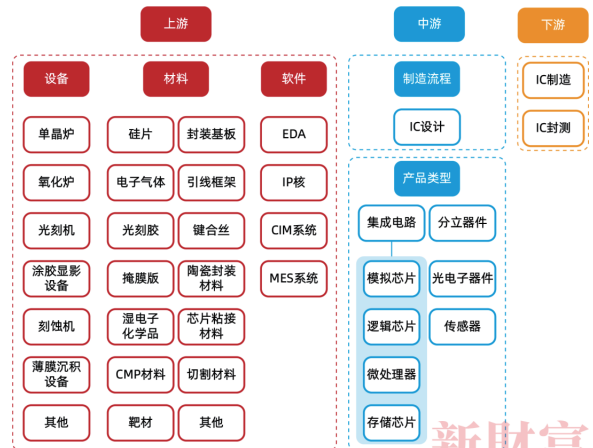 上游
中游
下游
设备
材料
软件
制造流程
IC制造
单晶炉
硅片
封装基板
EDA
IC设计
IC封测
氧化炉
电子气体
引线框架
IP核
产品类型
光刻机
光刻胶
键合丝
CIM系统
集成电路
分立器件
涂胶显影
设备
掩膜版
陶瓷封装
材料
MES系统
模拟芯片
光电子器件
刻蚀机
湿电子
化学品
芯片粘接
材料
逻辑芯片
传感器
薄膜沉积
设备
CMP材料
切割材料
微处理器
其他
靶材
其他
存储芯片
新财富